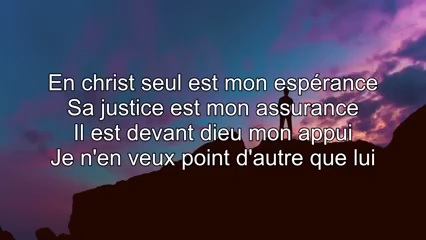 En christ seul est mon espérance
Sa justice est mon assurance
Il est devant dieu mon appui
Je n'en veux point d'autre que lui